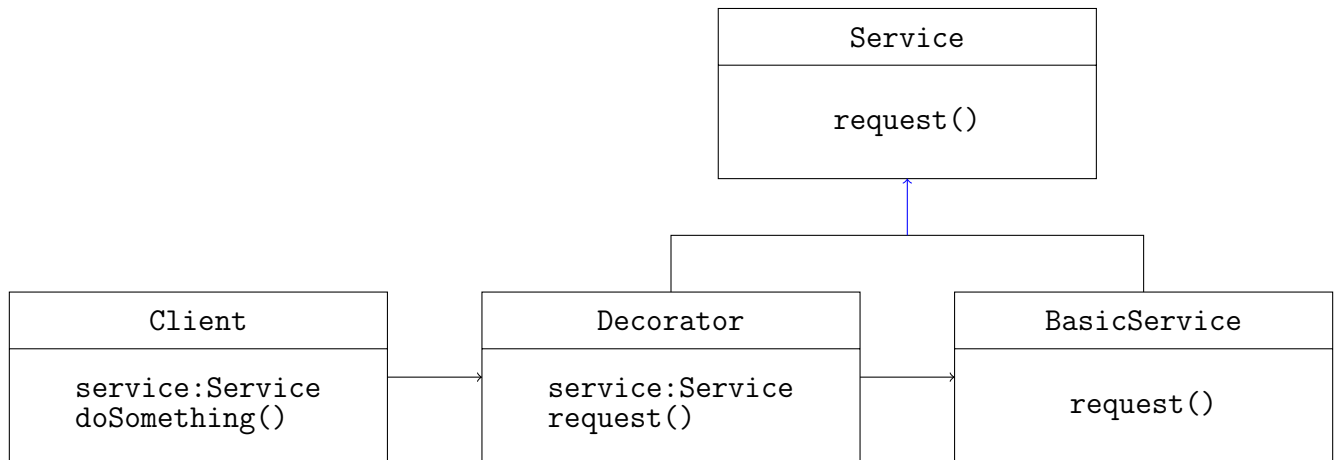 Service
request()
Client
service:Service
doSomething()
Decorator
service:Service
request()
BasicService
request()